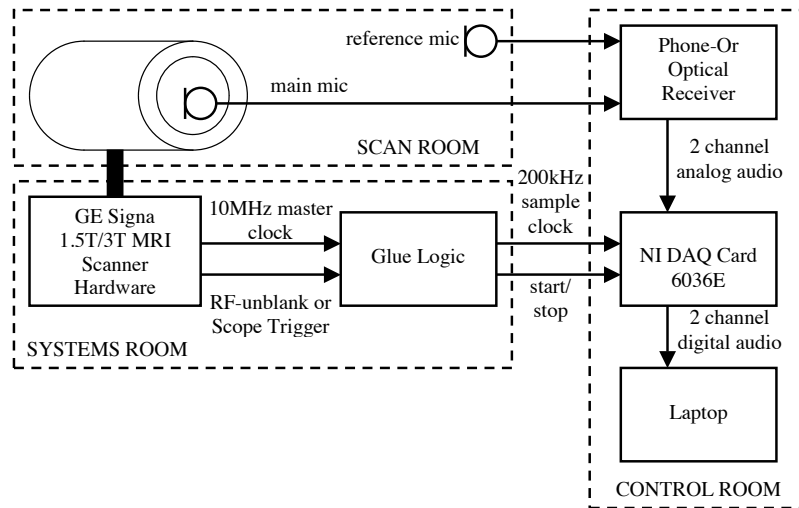 reference mic
main mic
SCAN ROOM
Phone-Or
Optical
Receiver
2 channel
analog audio
GE Signa
1.5T/3T MRI
Scanner
Hardware
10MHz master
clock
RF-unblank or
Scope Trigger
Glue Logic
200kHz
sample
clock
start/
stop
NI DAQ Card
6036E
SYSTEMS ROOM
2 channel
digital audio
Laptop
CONTROL ROOM